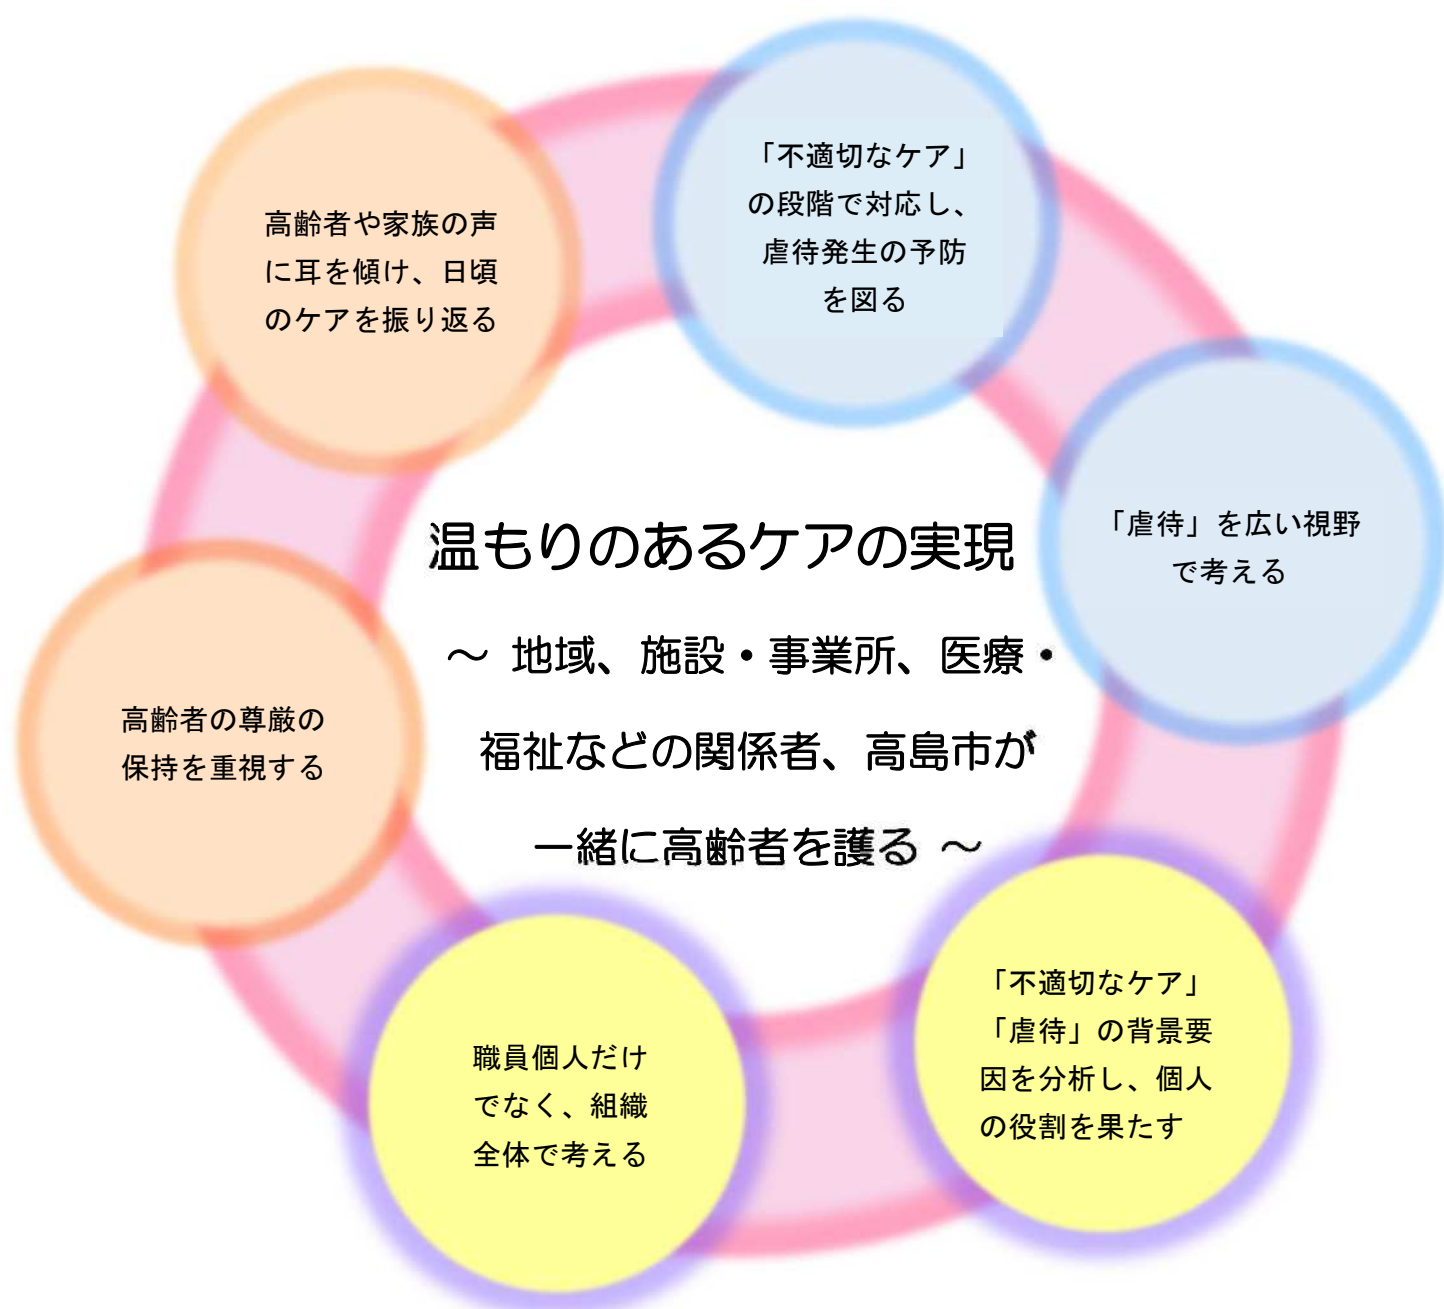 「不適切なケア」
の段階で対応し、
虐待発生の予防
を図る
高齢者や家族の声
に耳を傾け、日頃
のケアを振り返る
「虐待」を広い視野
で考える
温もりのあるケアの実現
～ 地域、施設・事業所、医療・
福祉などの関係者、高島市が
一緒に高齢者を護る ～
高齢者の尊厳の
保持を重視する
「不適切なケア」
「虐待」の背景要
因を分析し、個人
の役割を果たす
職員個人だけ
でなく、組織
全体で考える